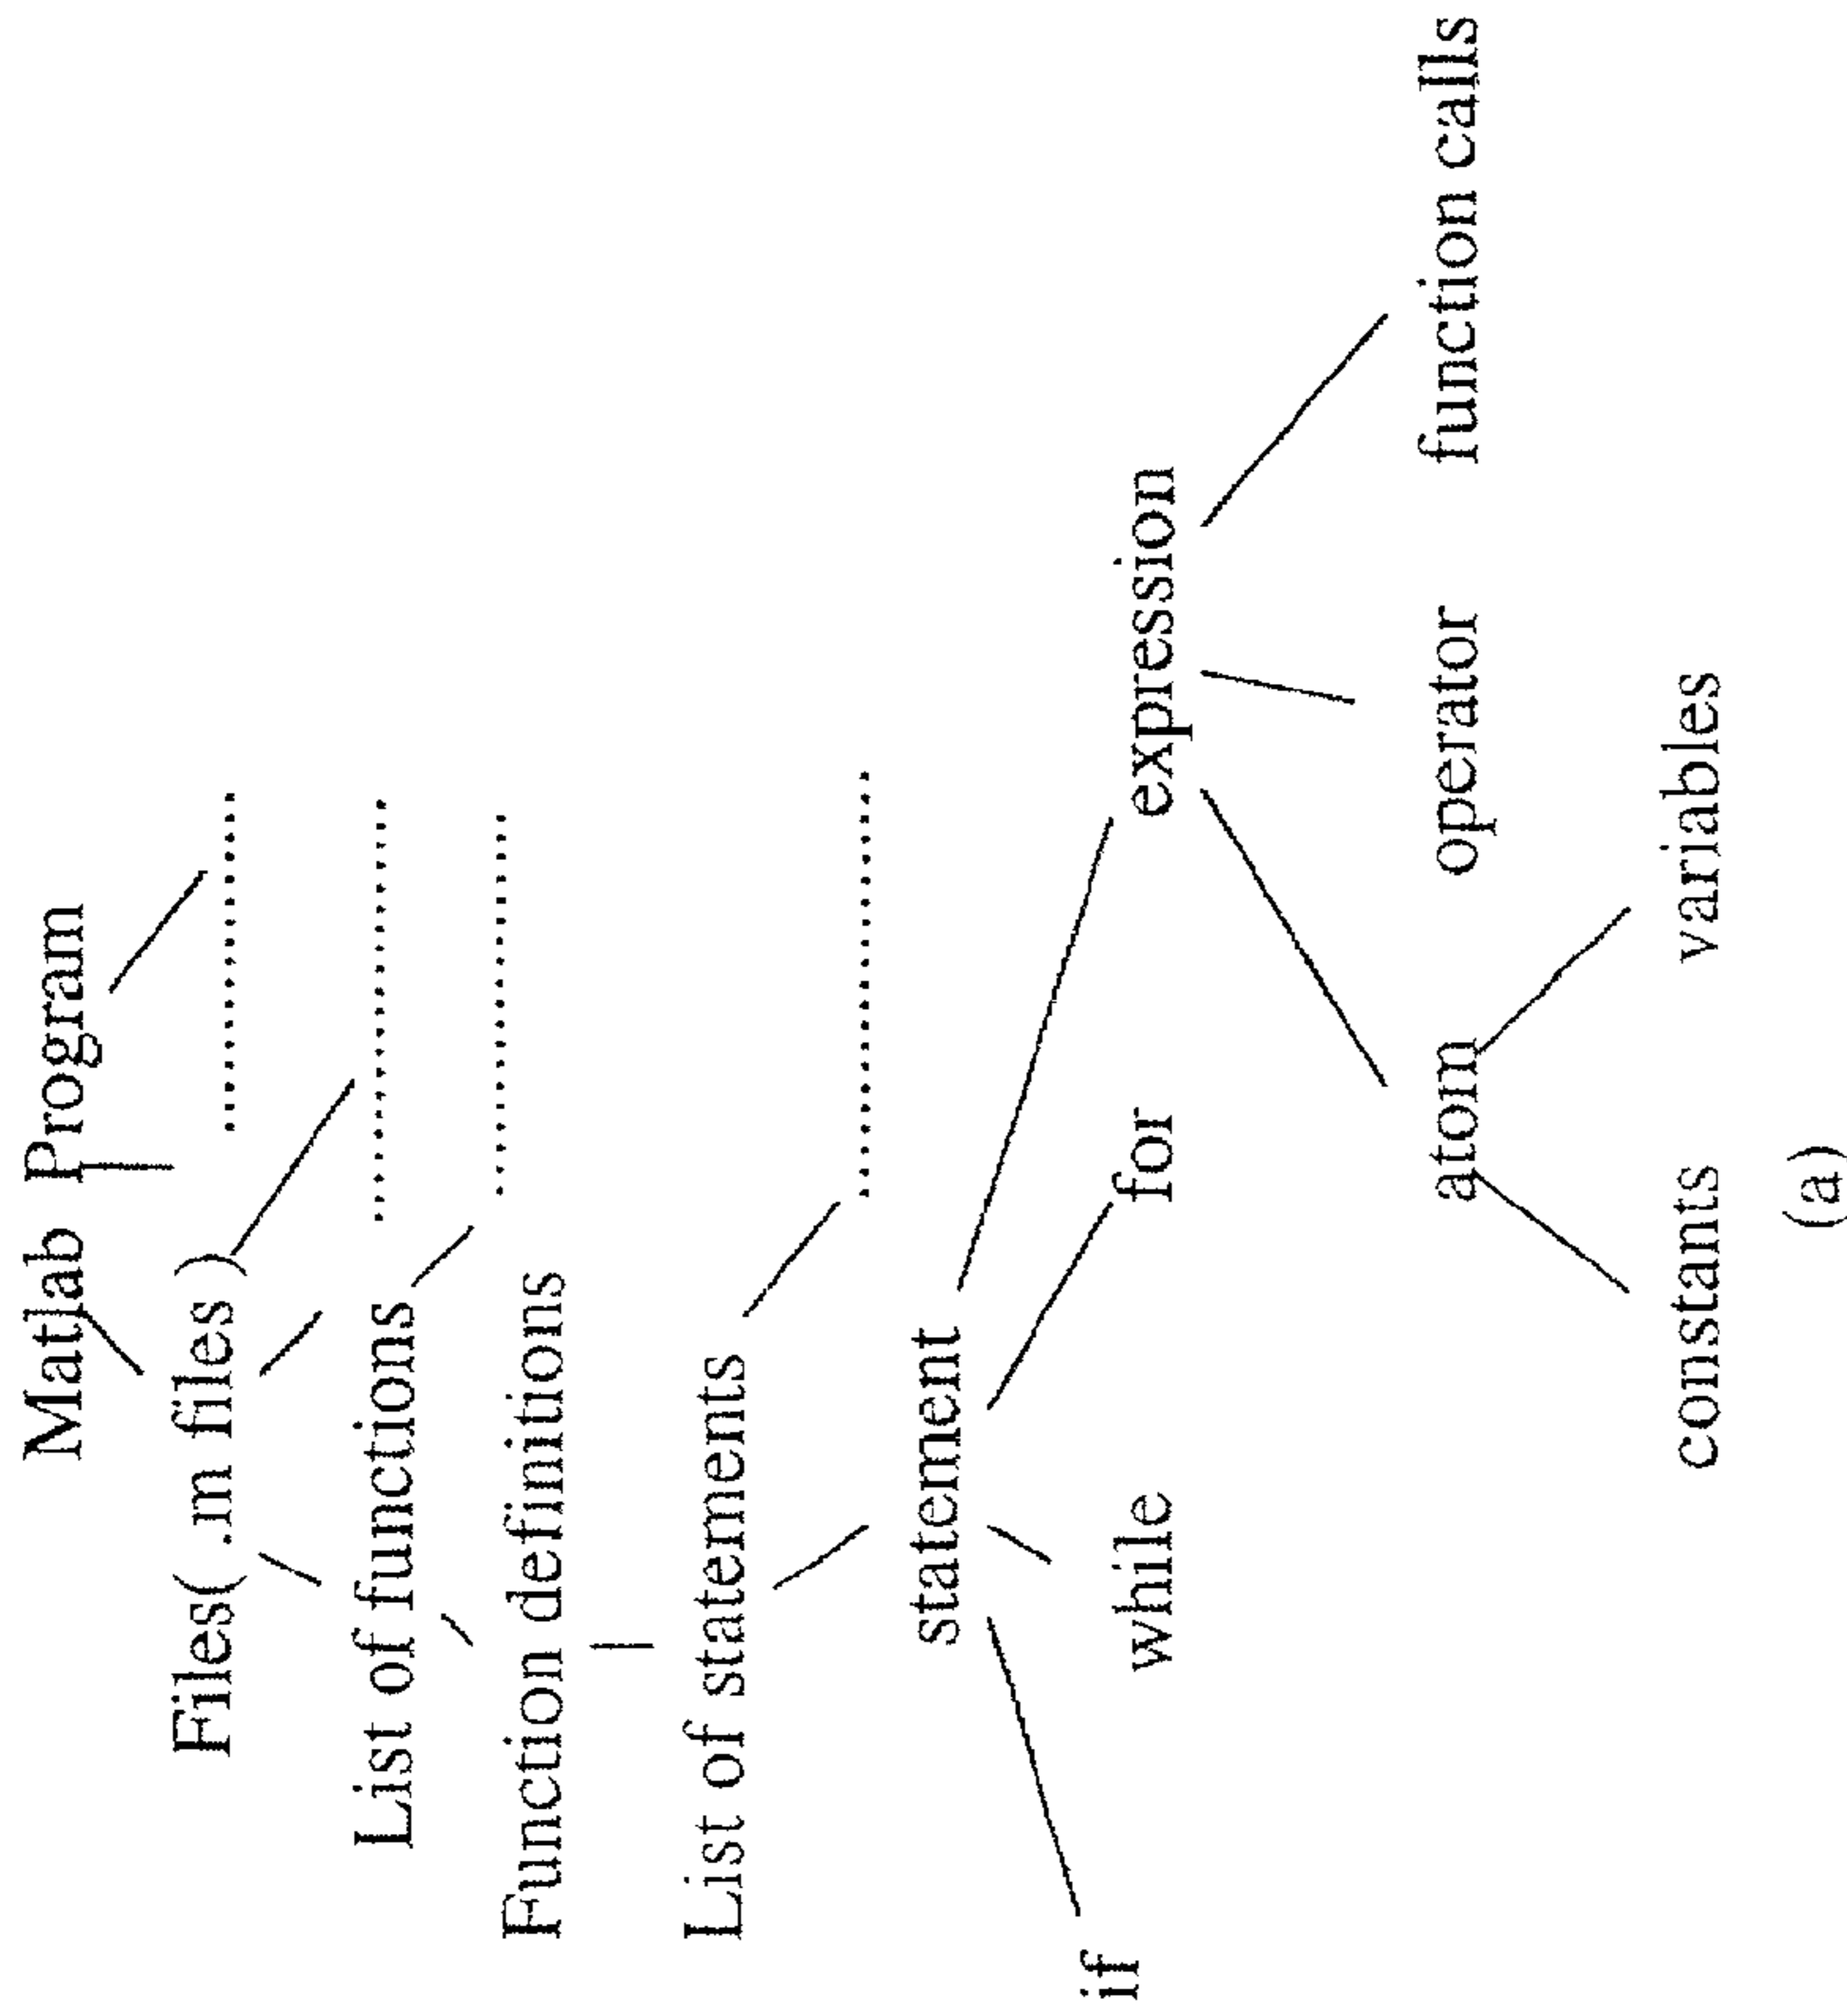 Matlab Program
Files( .m files )
List of functions
Function definitions
List of statements
statement
if while for expression
atom operator function calls
constants variables
(a)